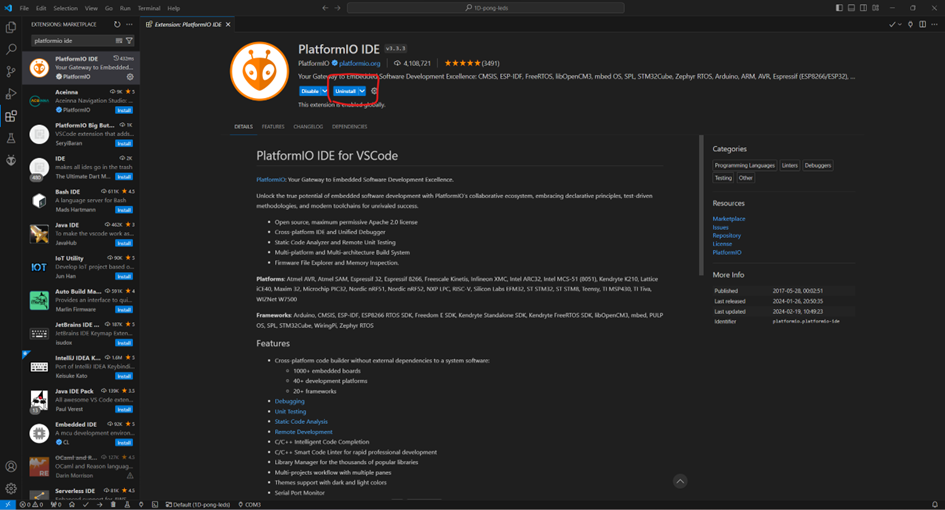 File Edit Selection View Go Run Terminal Help
1D-pong-leds
EXTENSIONS: MARKETPLACE
platformio ide
PlatformIO IDE 422ms
Your Gateway to Embedded...
PlatformIO
Aceinna 9K 5
Aceinna Navigation Studio ...
PlatformIO Install
PlatformIO Big But... 1K
VSCode extension that adds...
SeryiBaran Install
IDE 2K
makes all ides go in the trash
The Ultimate Dart M... Install
Bash IDE 611K 4.5
A language server for Bash
Mads Hartmann Install
Java IDE 402K 3
To make the vscode work as...
JavaHub Install
IoT Utility 90K 5
Develop IoT project based o...
Jun Han Install
Auto Build Ma... 591K 4
Provides an interface to qui...
Marlin Firmware Install
JetBrains IDE ... 187K 5
JetBrains IDE Keymap Exten...
isudox Install
IntelliJ IDEA K... 1.8M 5
Port of IntelliJ IDEA Keybindin...
Keisuke Kato Install
Java IDE Pack 139K 3.5
All awesome VS Code exten...
Paul Verest Install
Embedded IDE 92K 5
A mcu development environ...
CL Install
OCaml and R... 127K 4.5
OCaml and Reason language...
Darin Morrison
Serverless IDE 81K 4.5
Extension: PlatformIO IDE
PlatformIO IDE v3.3.3
PlatformIO platformio.org 4,108,721 (3491)
Your Gateway to Embedded Software Development Excellence: CMSIS, ESP-IDF, FreeRTOS, libOpenCM3, mbed OS, SPL, STM32Cube, Zephyr RTOS, Arduino, ARM, AVR, Espressif (ESP8266/ESP32), ...
Disable Uninstall
This extension is enabled globally.
DETAILS FEATURES CHANGELOG DEPENDENCIES
PlatformIO IDE for VSCode
PlatformIO: Your Gateway to Embedded Software Development Excellence.
Unlock the true potential of embedded software development with PlatformIO's collaborative ecosystem, embracing declarative principles, test-driven
methodologies, and modern toolchains for unrivaled success.
Open source, maximum permissive Apache 2.0 license
Cross-platform IDE and Unified Debugger
Static Code Analyzer and Remote Unit Testing
Multi-platform and Multi-architecture Build System
Firmware File Explorer and Memory Inspection.
Platforms: Atmel AVR, Atmel SAM, Espressif 32, Espressif 8266, Freescale Kinetis, Infineon XMC, Intel ARC32, Intel MCS-51 (8051), Kendryte K210, Lattice
iCE40, Maxim 32, Microchip PIC32, Nordic nRF51, Nordic nRF52, NXP LPC, RISC-V, Silicon Labs EFM32, ST STM32, ST STM8, Teensy, TI MSP430, TI Tiva,
WIZNet W7500
Frameworks: Arduino, CMSIS, ESP-IDF, ESP8266 RTOS SDK, Freedom E SDK, Kendryte Standalone SDK, Kendryte FreeRTOS SDK, libOpenCM3, mbed, PULP
OS, SPL, STM32Cube, WiringPi, Zephyr RTOS
Features
Cross-platform code builder without external dependencies to a system software:
1000+ embedded boards
40+ development platforms
20+ frameworks
Debugging
Unit Testing
Static Code Analysis
Remote Development
C/C++ Intelligent Code Completion
C/C++ Smart Code Linter for rapid professional development
Library Manager for the thousands of popular libraries
Multi-projects workflow with multiple panes
Themes support with dark and light colors
Serial Port Monitor
Categories
Programming Languages Linters Debuggers
Testing Other
Resources
Marketplace
Issues
Repository
License
PlatformIO
More Info
Published 2017-05-28, 00:02:51
Last released 2024-01-26, 20:50:35
Last updated 2024-02-19, 10:49:23
Identifier platformio.platformio-ide
0 0 0 Default (1D-pong-leds) COM3